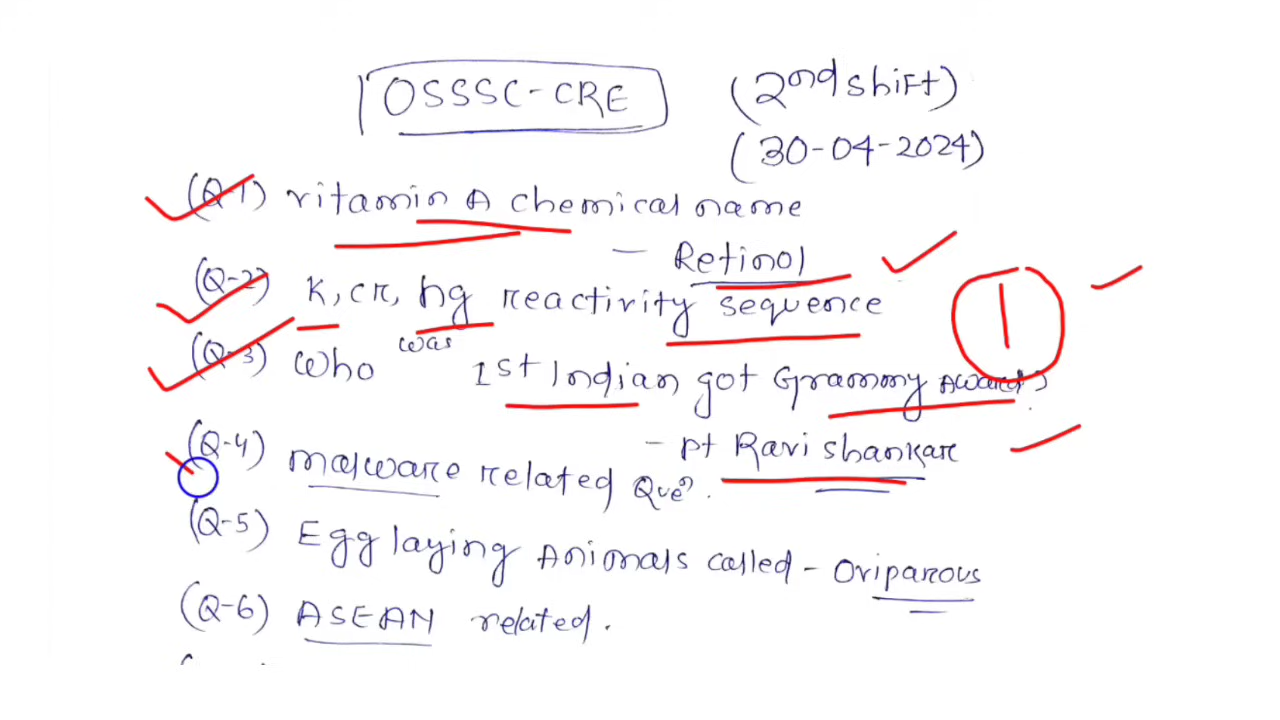 OSSSC-CRE
(2nd shift)
(30-04-2024)
(Q-1) vitamin A chemical name
- Retinol
(Q-2) K, Cr, hg reactivity sequence
(Q-3) Who was 1st Indian got Grammy Award?
- Pt Ravi shankar
(Q-4) malware related Que?.
(Q-5) Egg laying Animals called - Oviparous
(Q-6) ASEAN related.
1